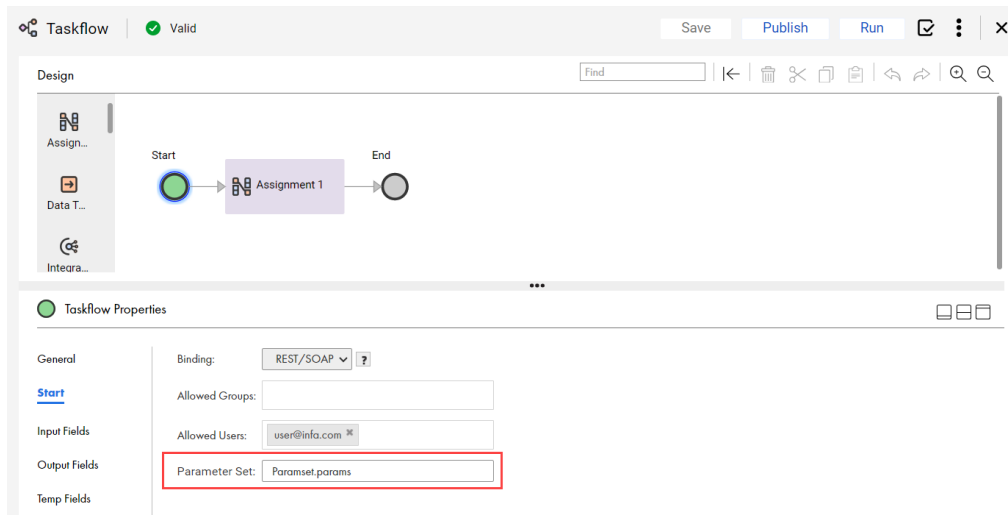 Taskflow Valid Save Publish Run
Design Find
Assign...
Data T...
Integra...
Start End
Assignment 1
Taskflow Properties
General
Start
Input Fields
Output Fields
Temp Fields
Binding: REST/SOAP ?
Allowed Groups:
Allowed Users: user@infa.com
Parameter Set: Paramset.params